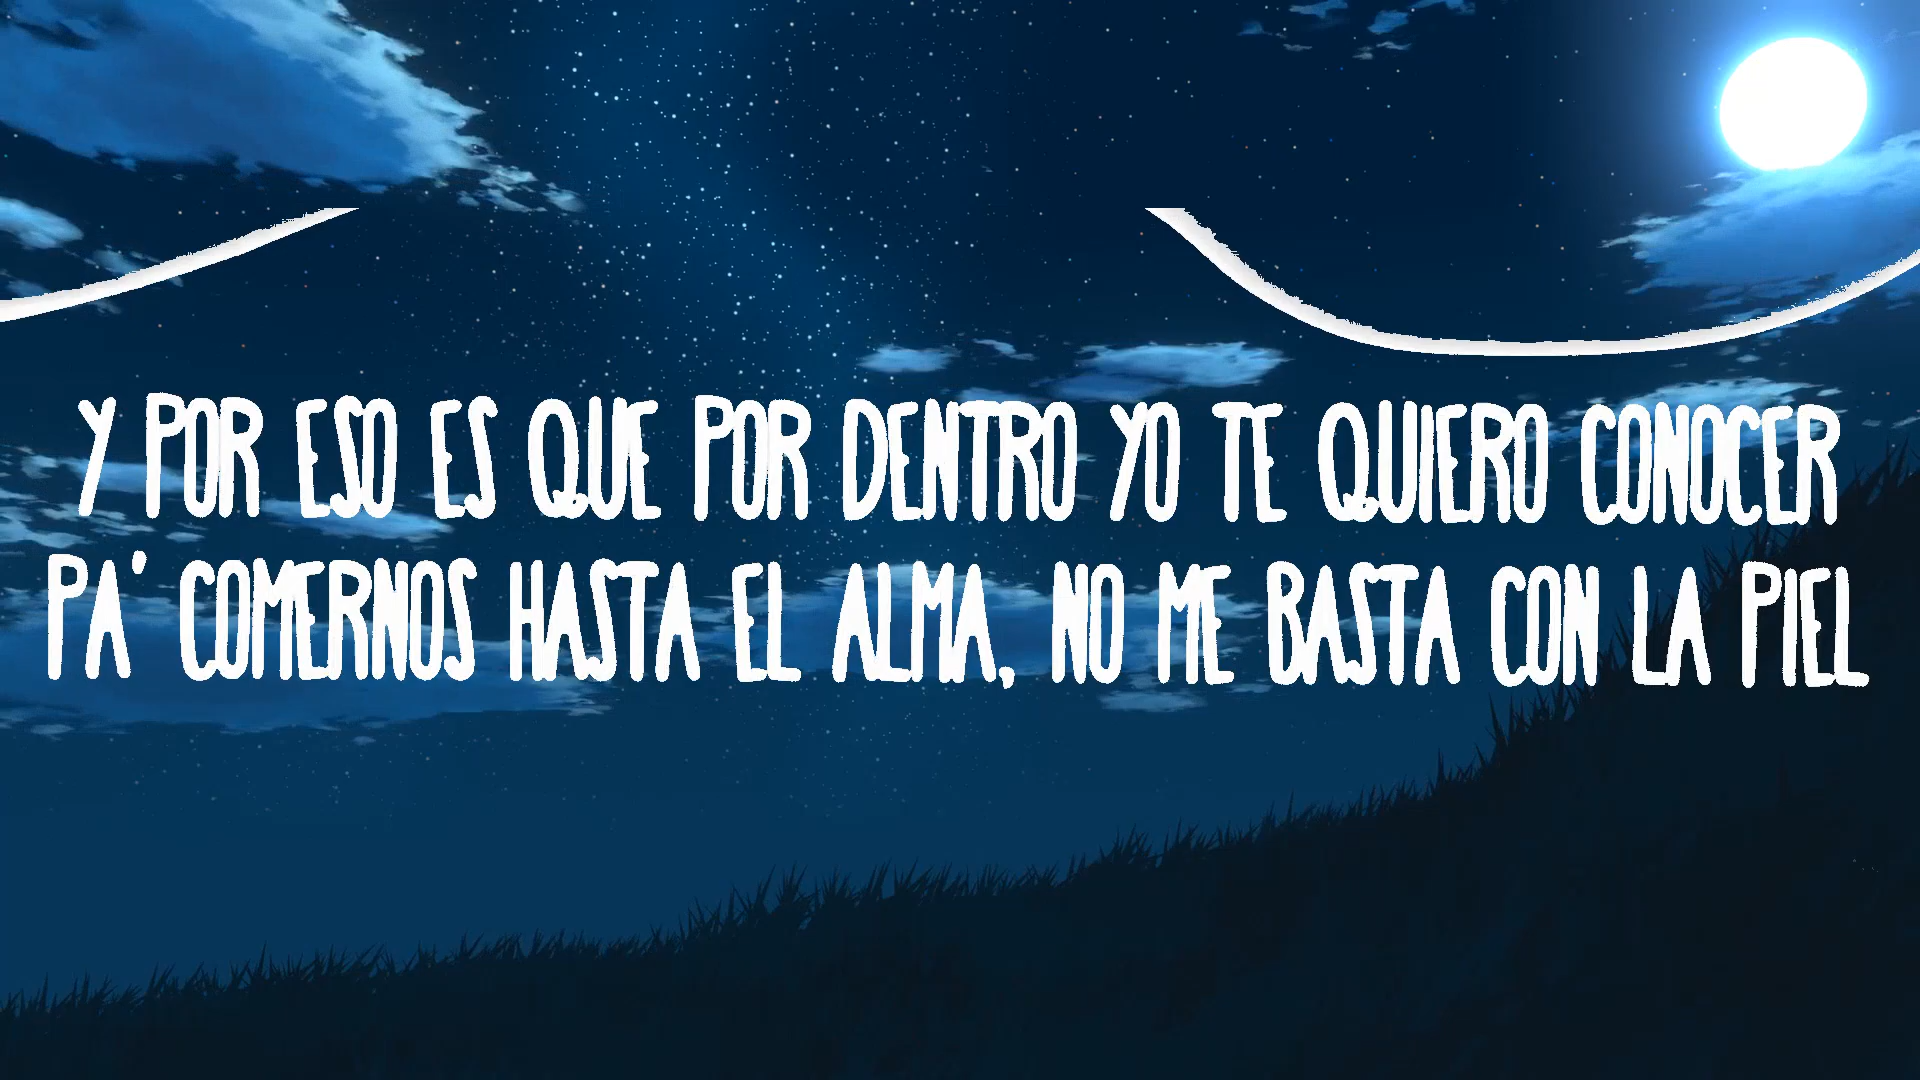 Y POR ESO ES QUE POR DENTRO YO TE QUIERO CONOCER
PA' COMERNOS HASTA EL ALMA, NO ME BASTA CON LA PIEL